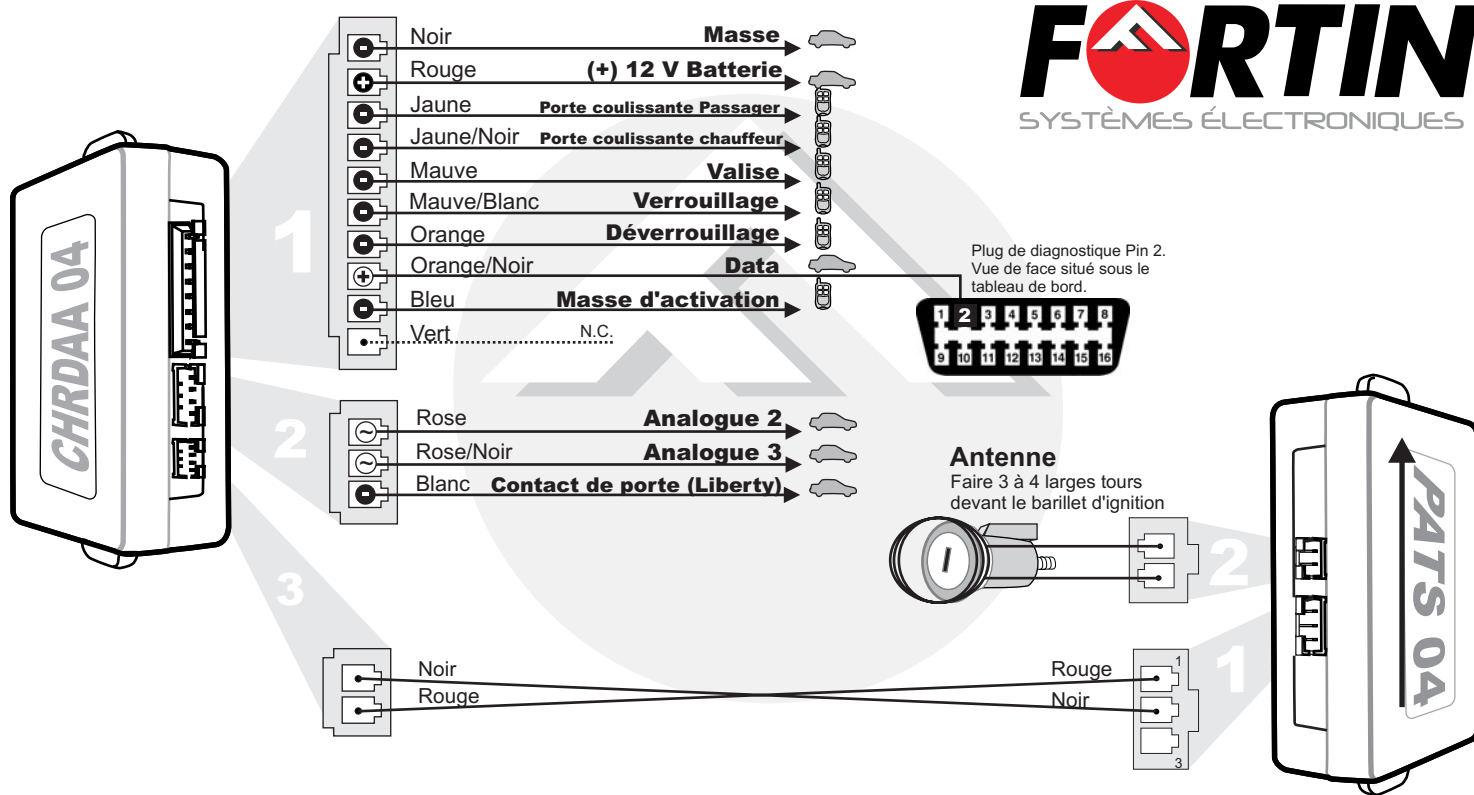 FORTIN
SYSTÈMES ÉLECTRONIQUES
CHRDAA 04
1
Noir Masse
Rouge (+) 12 V Batterie
Jaune Porte coulissante Passager
Jaune/Noir Porte coulissante chauffeur
Mauve Valise
Mauve/Blanc Verrouillage
Orange Déverrouillage
Orange/Noir Data
Bleu Masse d'activation
Vert N.C.
Plug de diagnostique Pin 2.
Vue de face situé sous le
tableau de bord.
1 2 3 4 5 6 7 8
9 10 11 12 13 14 15 16
2
Rose Analogue 2
Rose/Noir Analogue 3
Blanc Contact de porte (Liberty)
Antenne
Faire 3 à 4 larges tours
devant le barillet d'ignition
2
PATS 04
3
Noir
Rouge
Rouge 1
Noir
3
1